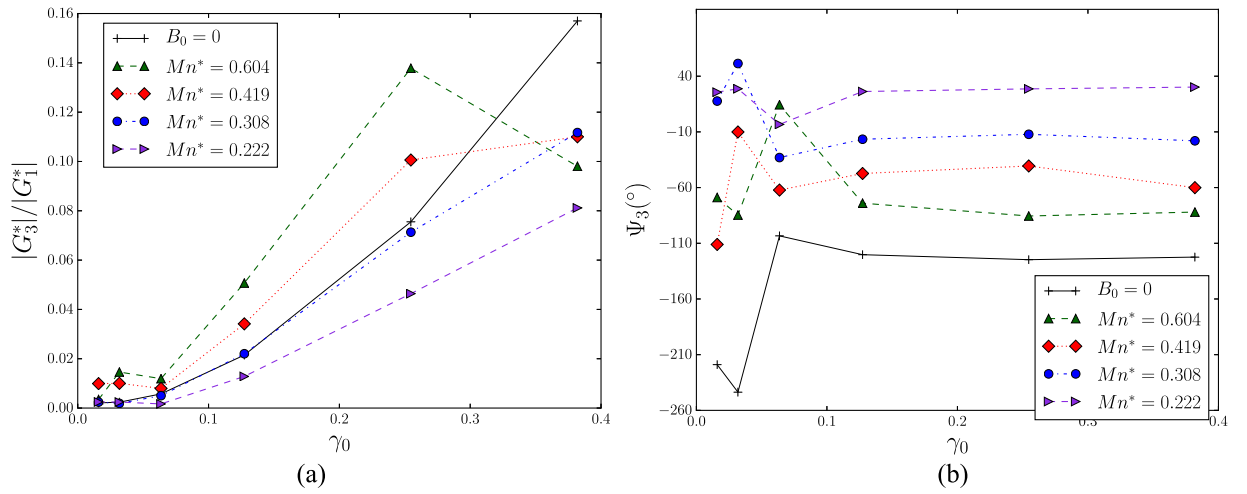 0.16
0.14
0.12
0.10
0.08
0.06
0.04
0.02
0.00
|G₃*|/|G₁*|
B₀ = 0
Mn* = 0.604
Mn* = 0.419
Mn* = 0.308
Mn* = 0.222
0.0 0.1 0.2 0.3 0.4
γ₀
(a)
40
−10
−60
−110
−160
−210
−260
Ψ₃(°)
B₀ = 0
Mn* = 0.604
Mn* = 0.419
Mn* = 0.308
Mn* = 0.222
0.0 0.1 0.2 0.3 0.4
γ₀
(b)